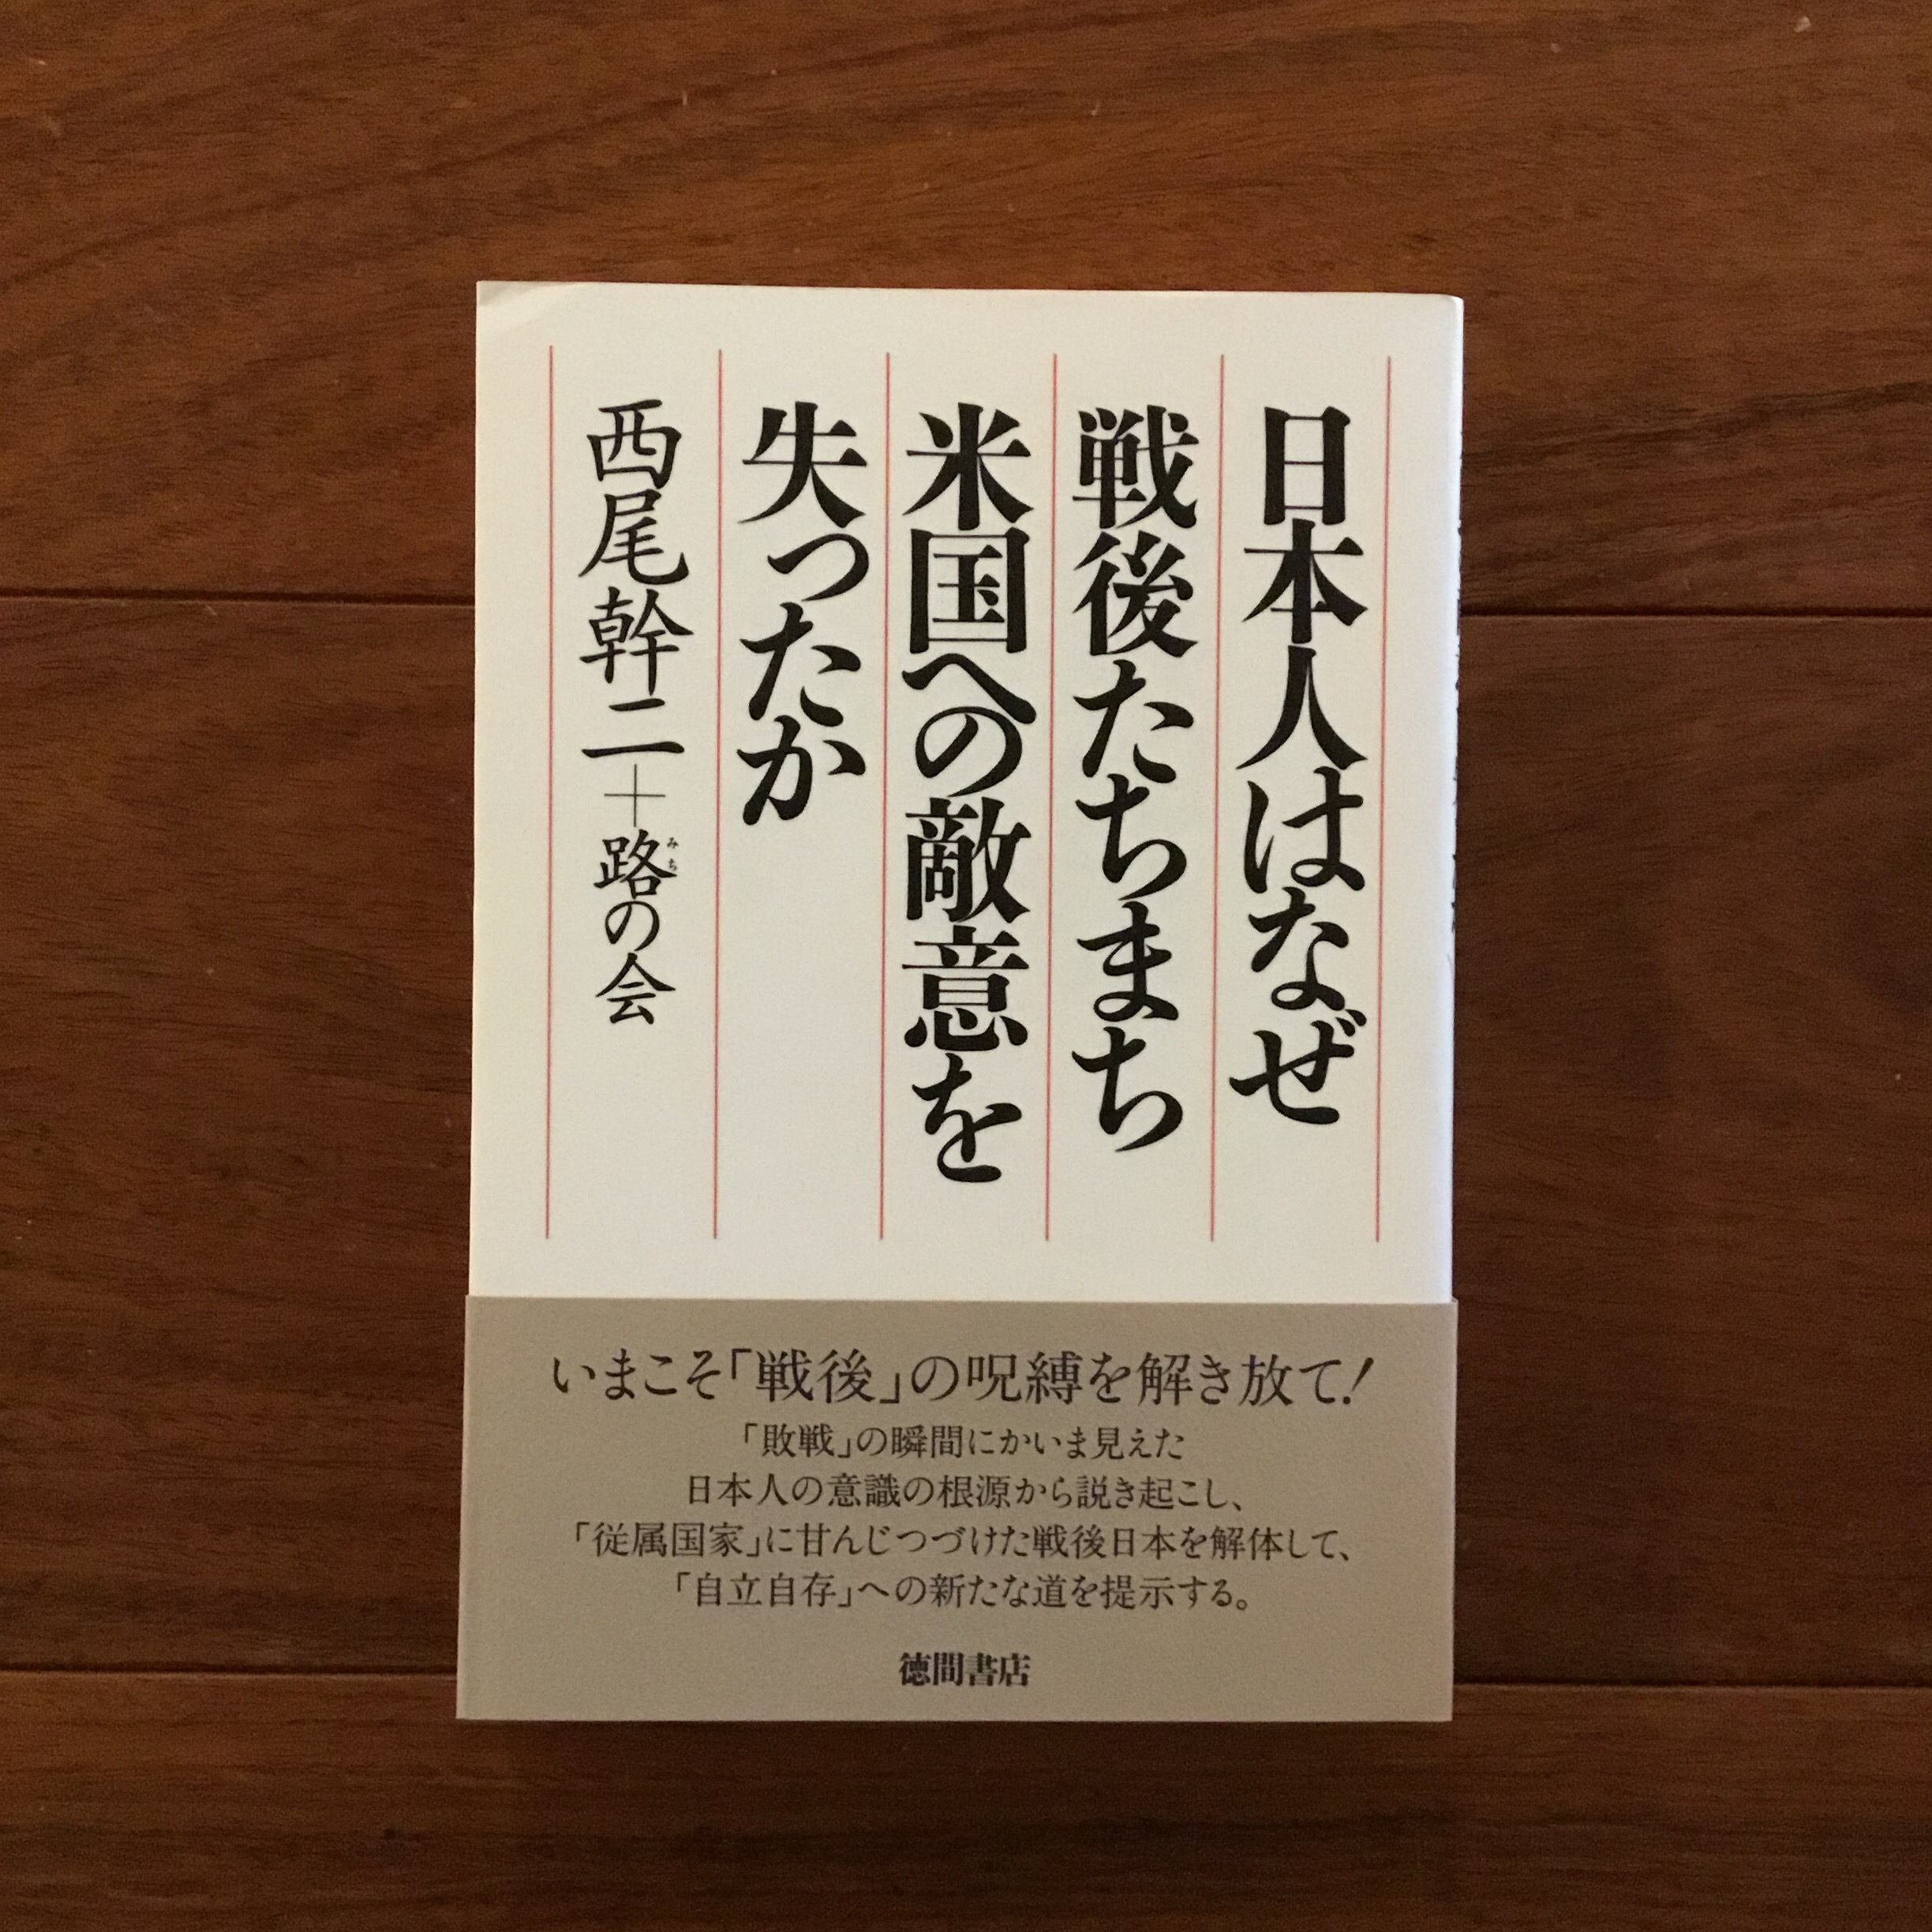 日本人はなぜ
戦後たちまち
米国への敵意を
失ったか
西尾幹二＋路の会
みち
いまこそ「戦後」の呪縛を解き放て!
「敗戦」の瞬間にかいま見えた
日本人の意識の根源から説き起こし、
「従属国家」に甘んじつづけた戦後日本を解体して、
「自立自存」への新たな道を提示する。
徳間書店